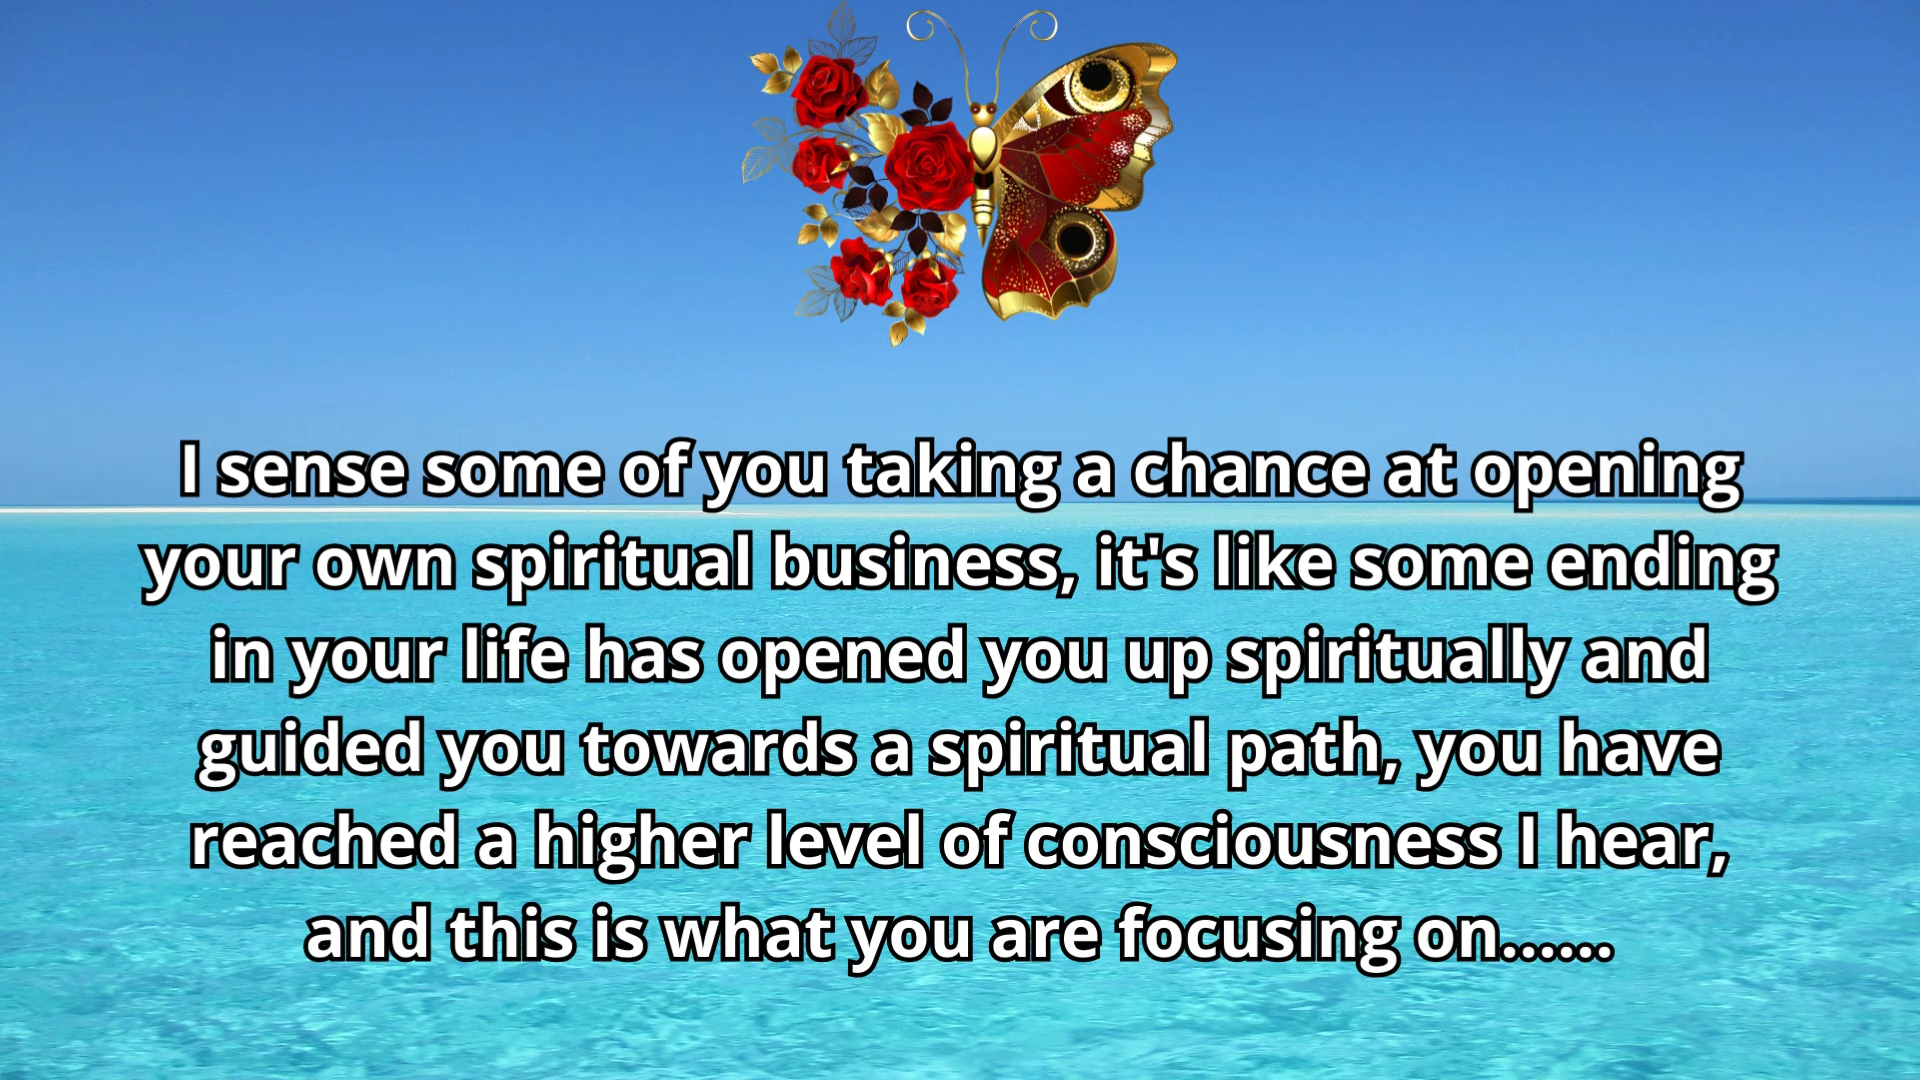 I sense some of you taking a chance at opening
your own spiritual business, it's like some ending
in your life has opened you up spiritually and
guided you towards a spiritual path, you have
reached a higher level of consciousness I hear,
and this is what you are focusing on......